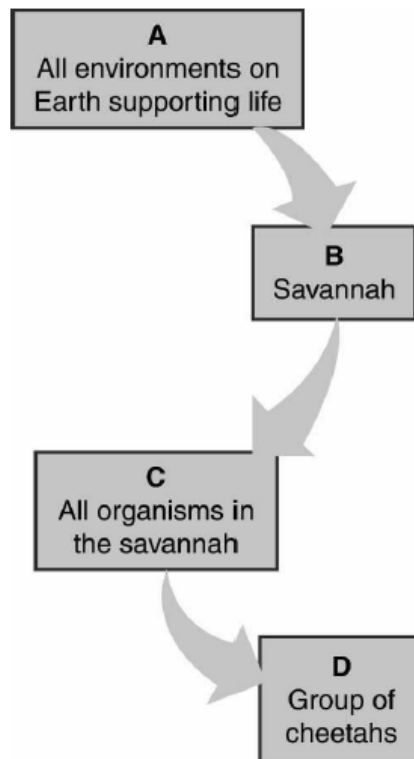 A
All environments on
Earth supporting life
B
Savannah
C
All organisms in
the savannah
D
Group of
cheetahs